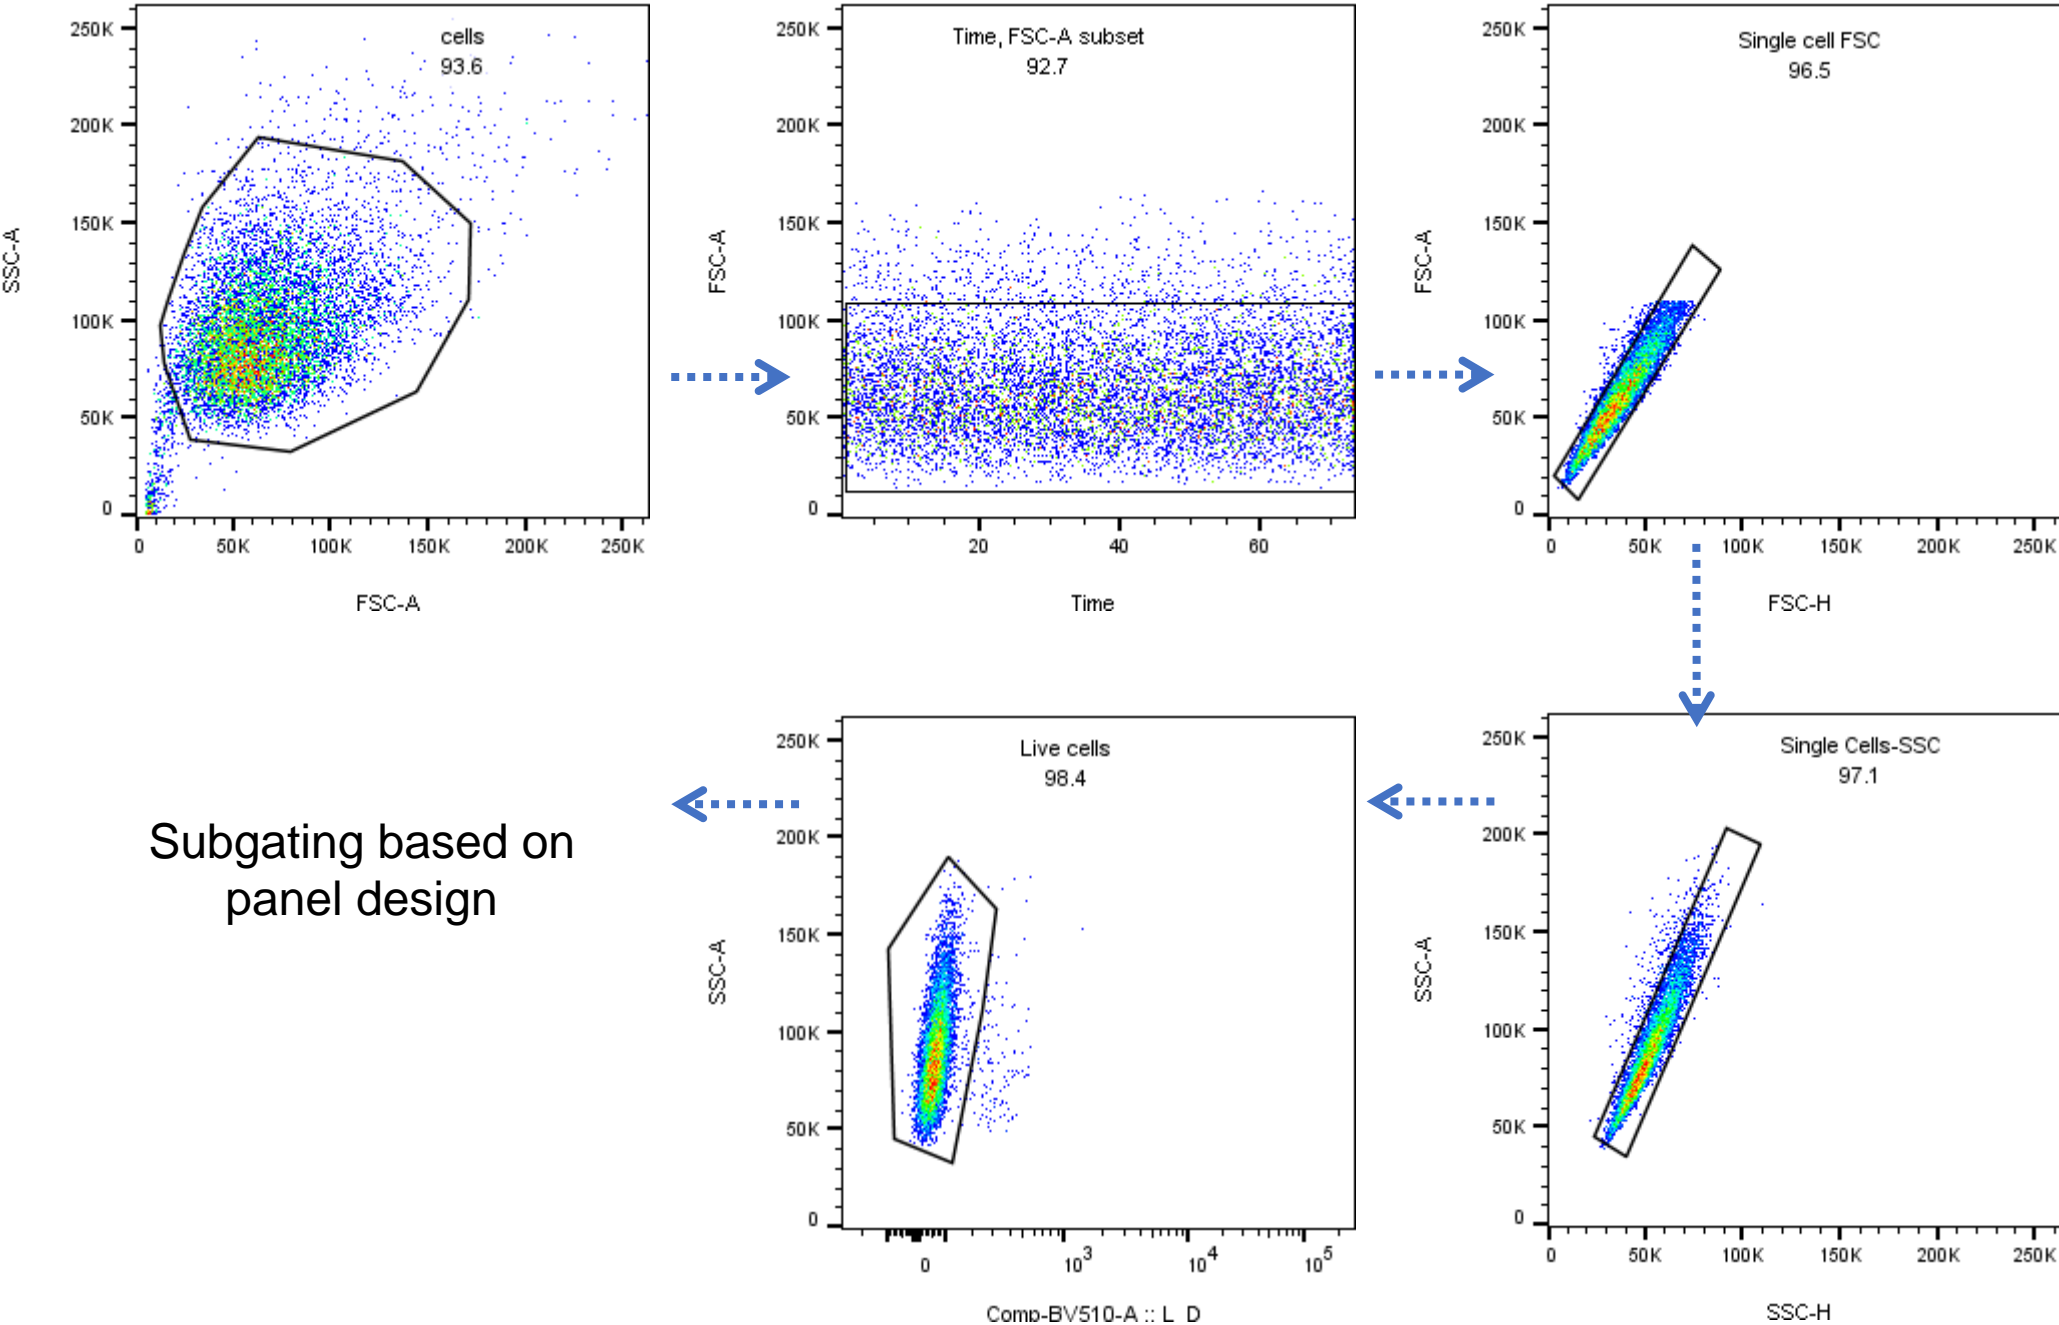 cells
93.6
250K
200K
150K
100K
50K
0
SSC-A
0 50K 100K 150K 200K 250K
FSC-A
Time, FSC-A subset
92.7
250K
200K
150K
100K
50K
0
FSC-A
20 40 60
Time
Single cell FSC
96.5
250K
200K
150K
100K
50K
0
FSC-A
0 50K 100K 150K 200K 250K
FSC-H
Single Cells-SSC
97.1
250K
200K
150K
100K
50K
0
SSC-A
0 50K 100K 150K 200K 250K
SSC-H
Live cells
98.4
250K
200K
150K
100K
50K
0
SSC-A
0 10^3 10^4 10^5
Comp-BV510-A :: L_D
Subgating based on
panel design